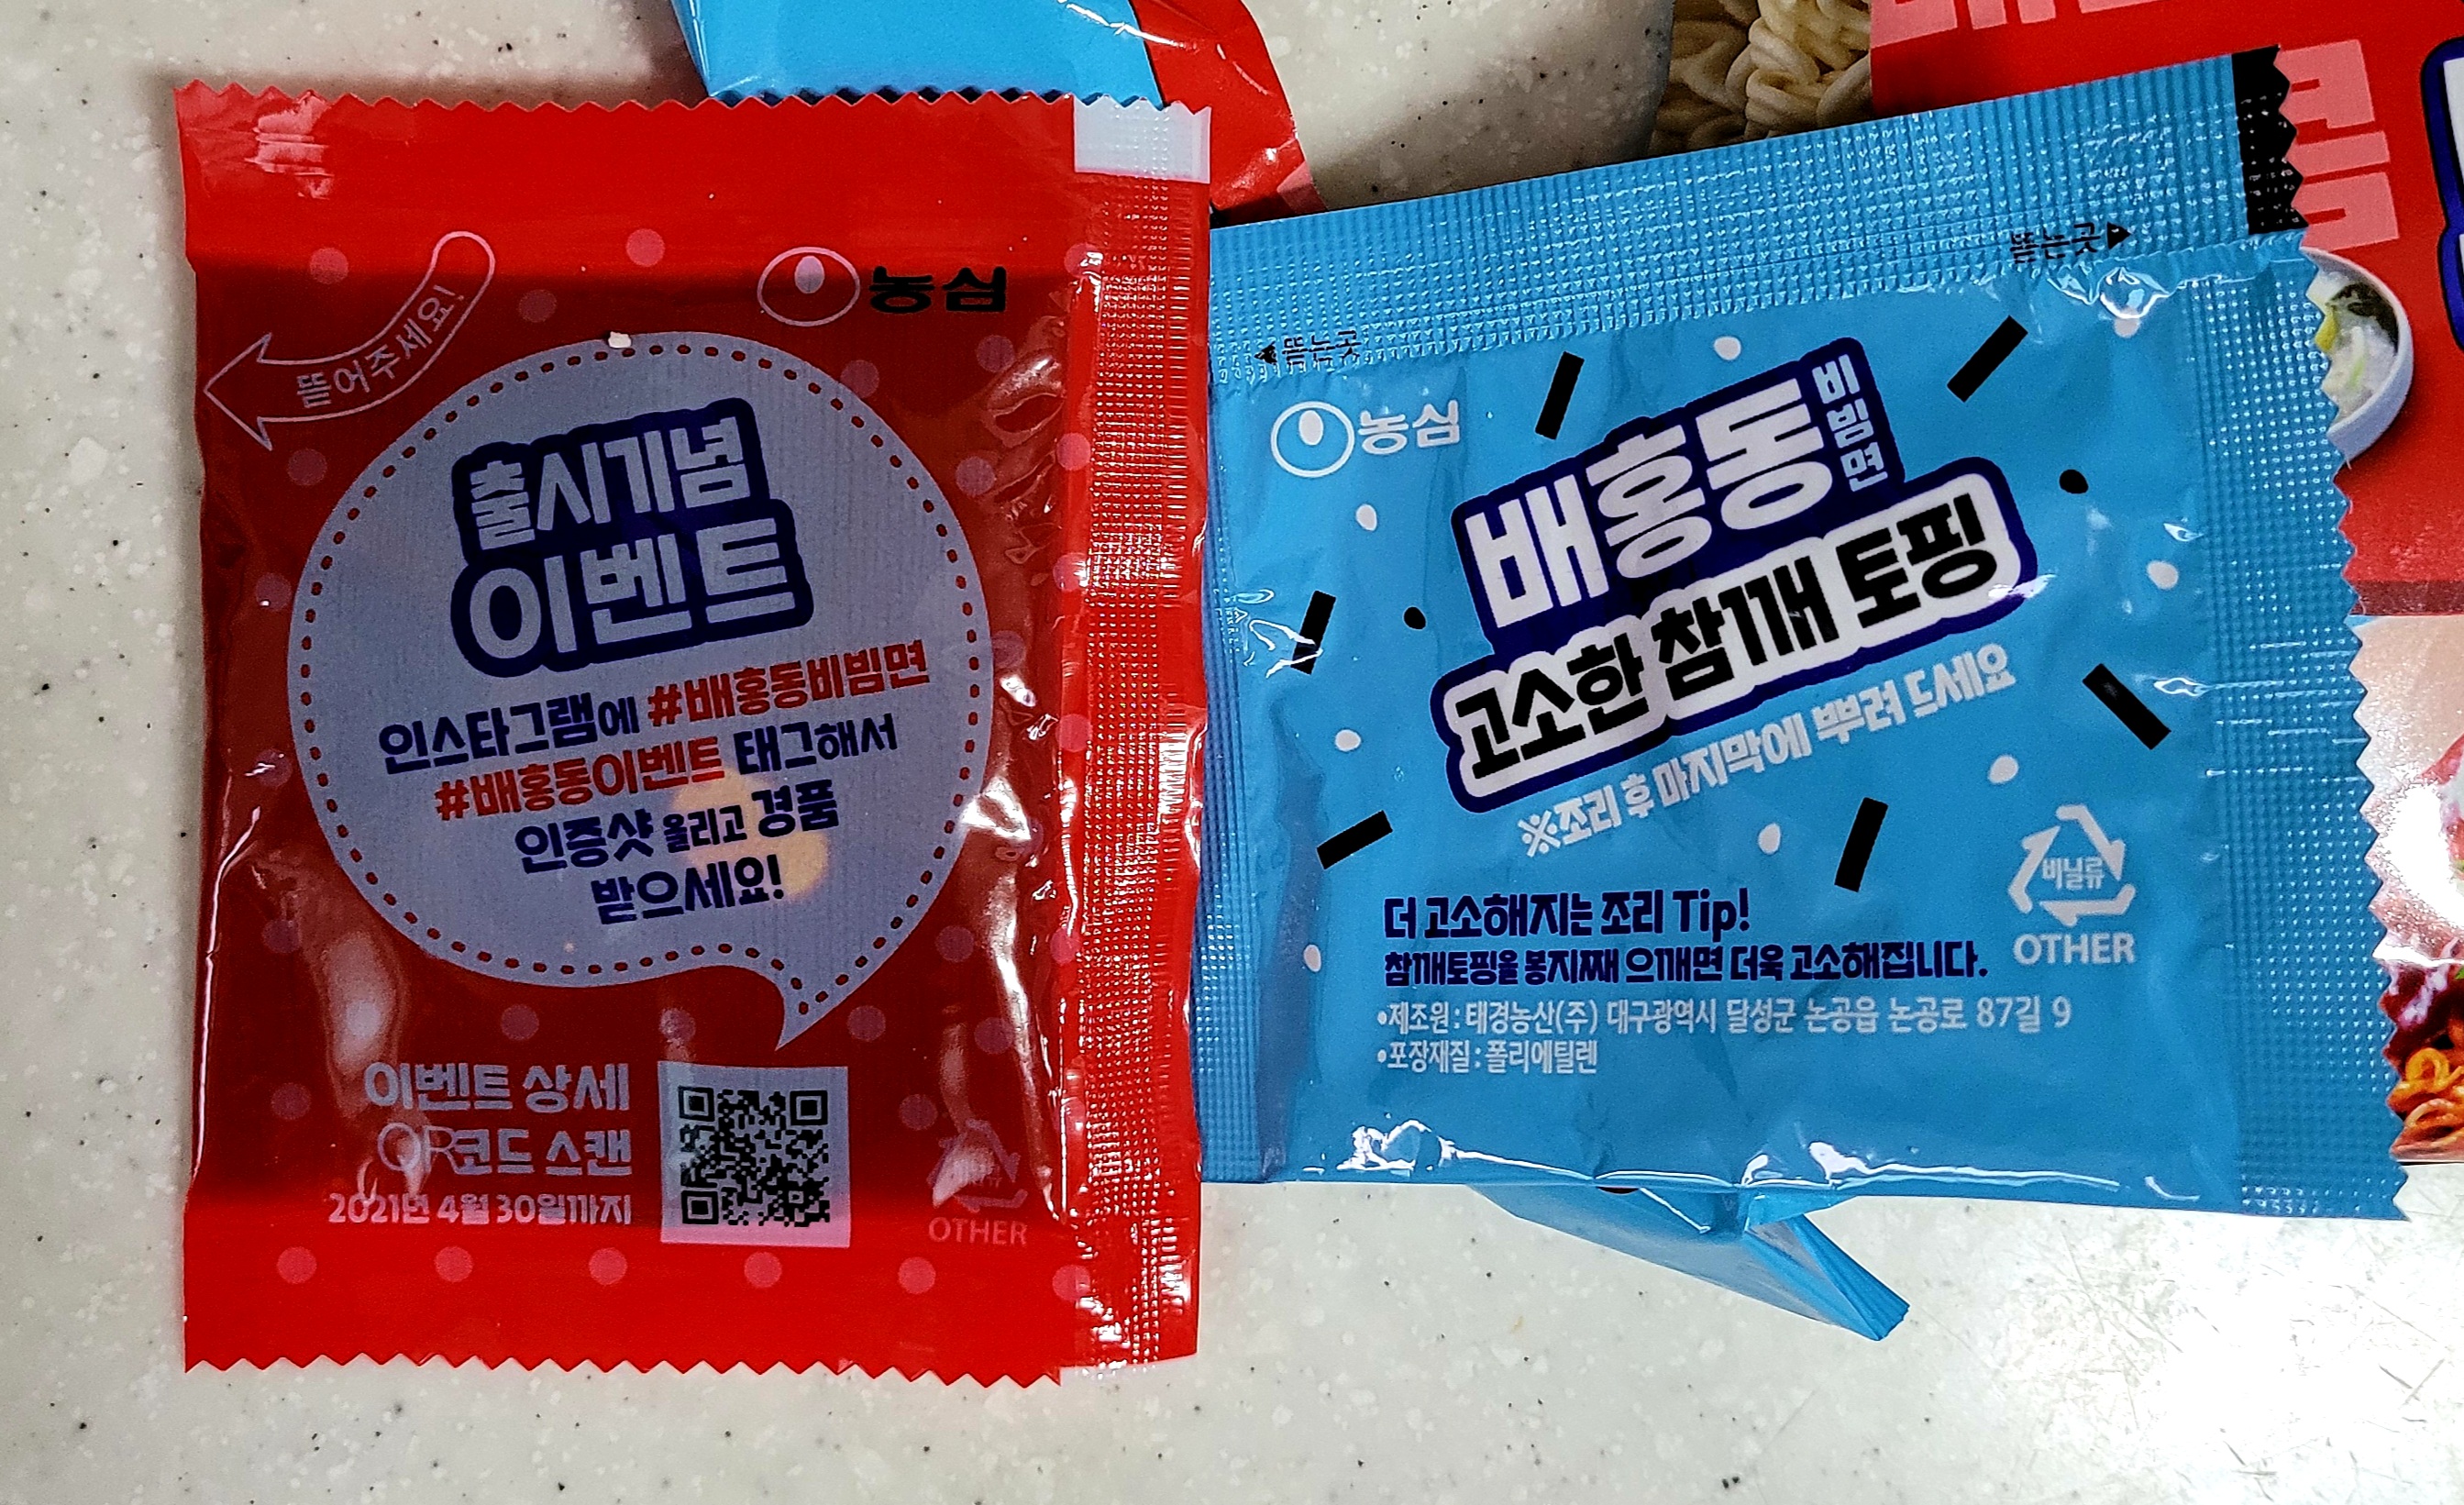 뜯어주세요!
농심
출시기념
이벤트
인스타그램에 #배홍동비빔면
#배홍동이벤트 태그해서
인증샷 올리고 경품
받으세요!
이벤트 상세
QR코드 스캔
2021년 4월 30일까지
OTHER
뜯는곳▶
◀뜯는곳
농심
배홍동 비빔면
고소한 참깨 토핑
※조리 후 마지막에 뿌려 드세요
비닐류
OTHER
더 고소해지는 조리 Tip!
참깨토핑을 봉지째 으깨면 더욱 고소해집니다.
•제조원:태경농산(주) 대구광역시 달성군 논공읍 논공로 87길 9
•포장재질:폴리에틸렌